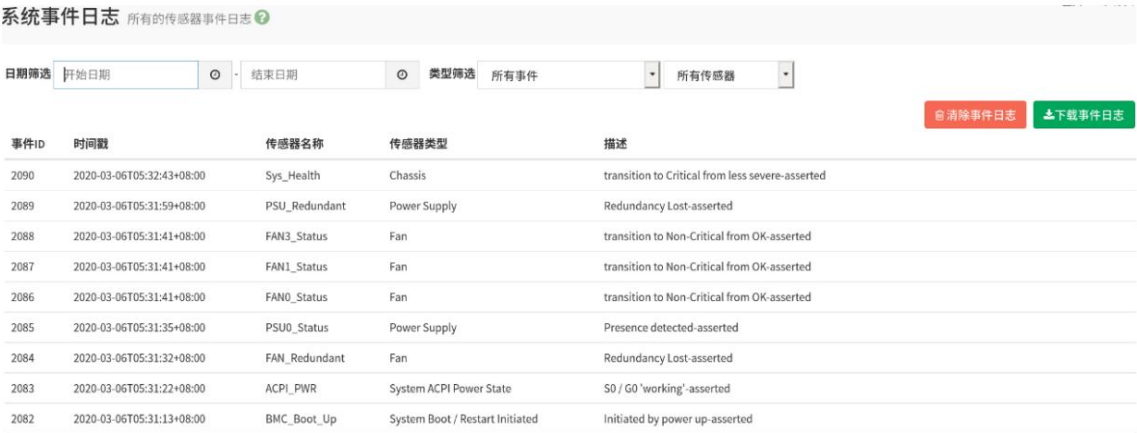 系统事件日志 所有的传感器事件日志
日期筛选 开始日期 - 结束日期 类型筛选 所有事件 所有传感器
清除事件日志 下载事件日志
事件ID 时间戳 传感器名称 传感器类型 描述
2090 2020-03-06T05:32:43+08:00 Sys_Health Chassis transition to Critical from less severe-asserted
2089 2020-03-06T05:31:59+08:00 PSU_Redundant Power Supply Redundancy Lost-asserted
2088 2020-03-06T05:31:41+08:00 FAN3_Status Fan transition to Non-Critical from OK-asserted
2087 2020-03-06T05:31:41+08:00 FAN1_Status Fan transition to Non-Critical from OK-asserted
2086 2020-03-06T05:31:41+08:00 FAN0_Status Fan transition to Non-Critical from OK-asserted
2085 2020-03-06T05:31:35+08:00 PSU0_Status Power Supply Presence detected-asserted
2084 2020-03-06T05:31:32+08:00 FAN_Redundant Fan Redundancy Lost-asserted
2083 2020-03-06T05:31:22+08:00 ACPI_PWR System ACPI Power State S0 / G0 'working'-asserted
2082 2020-03-06T05:31:13+08:00 BMC_Boot_Up System Boot / Restart Initiated Initiated by power up-asserted